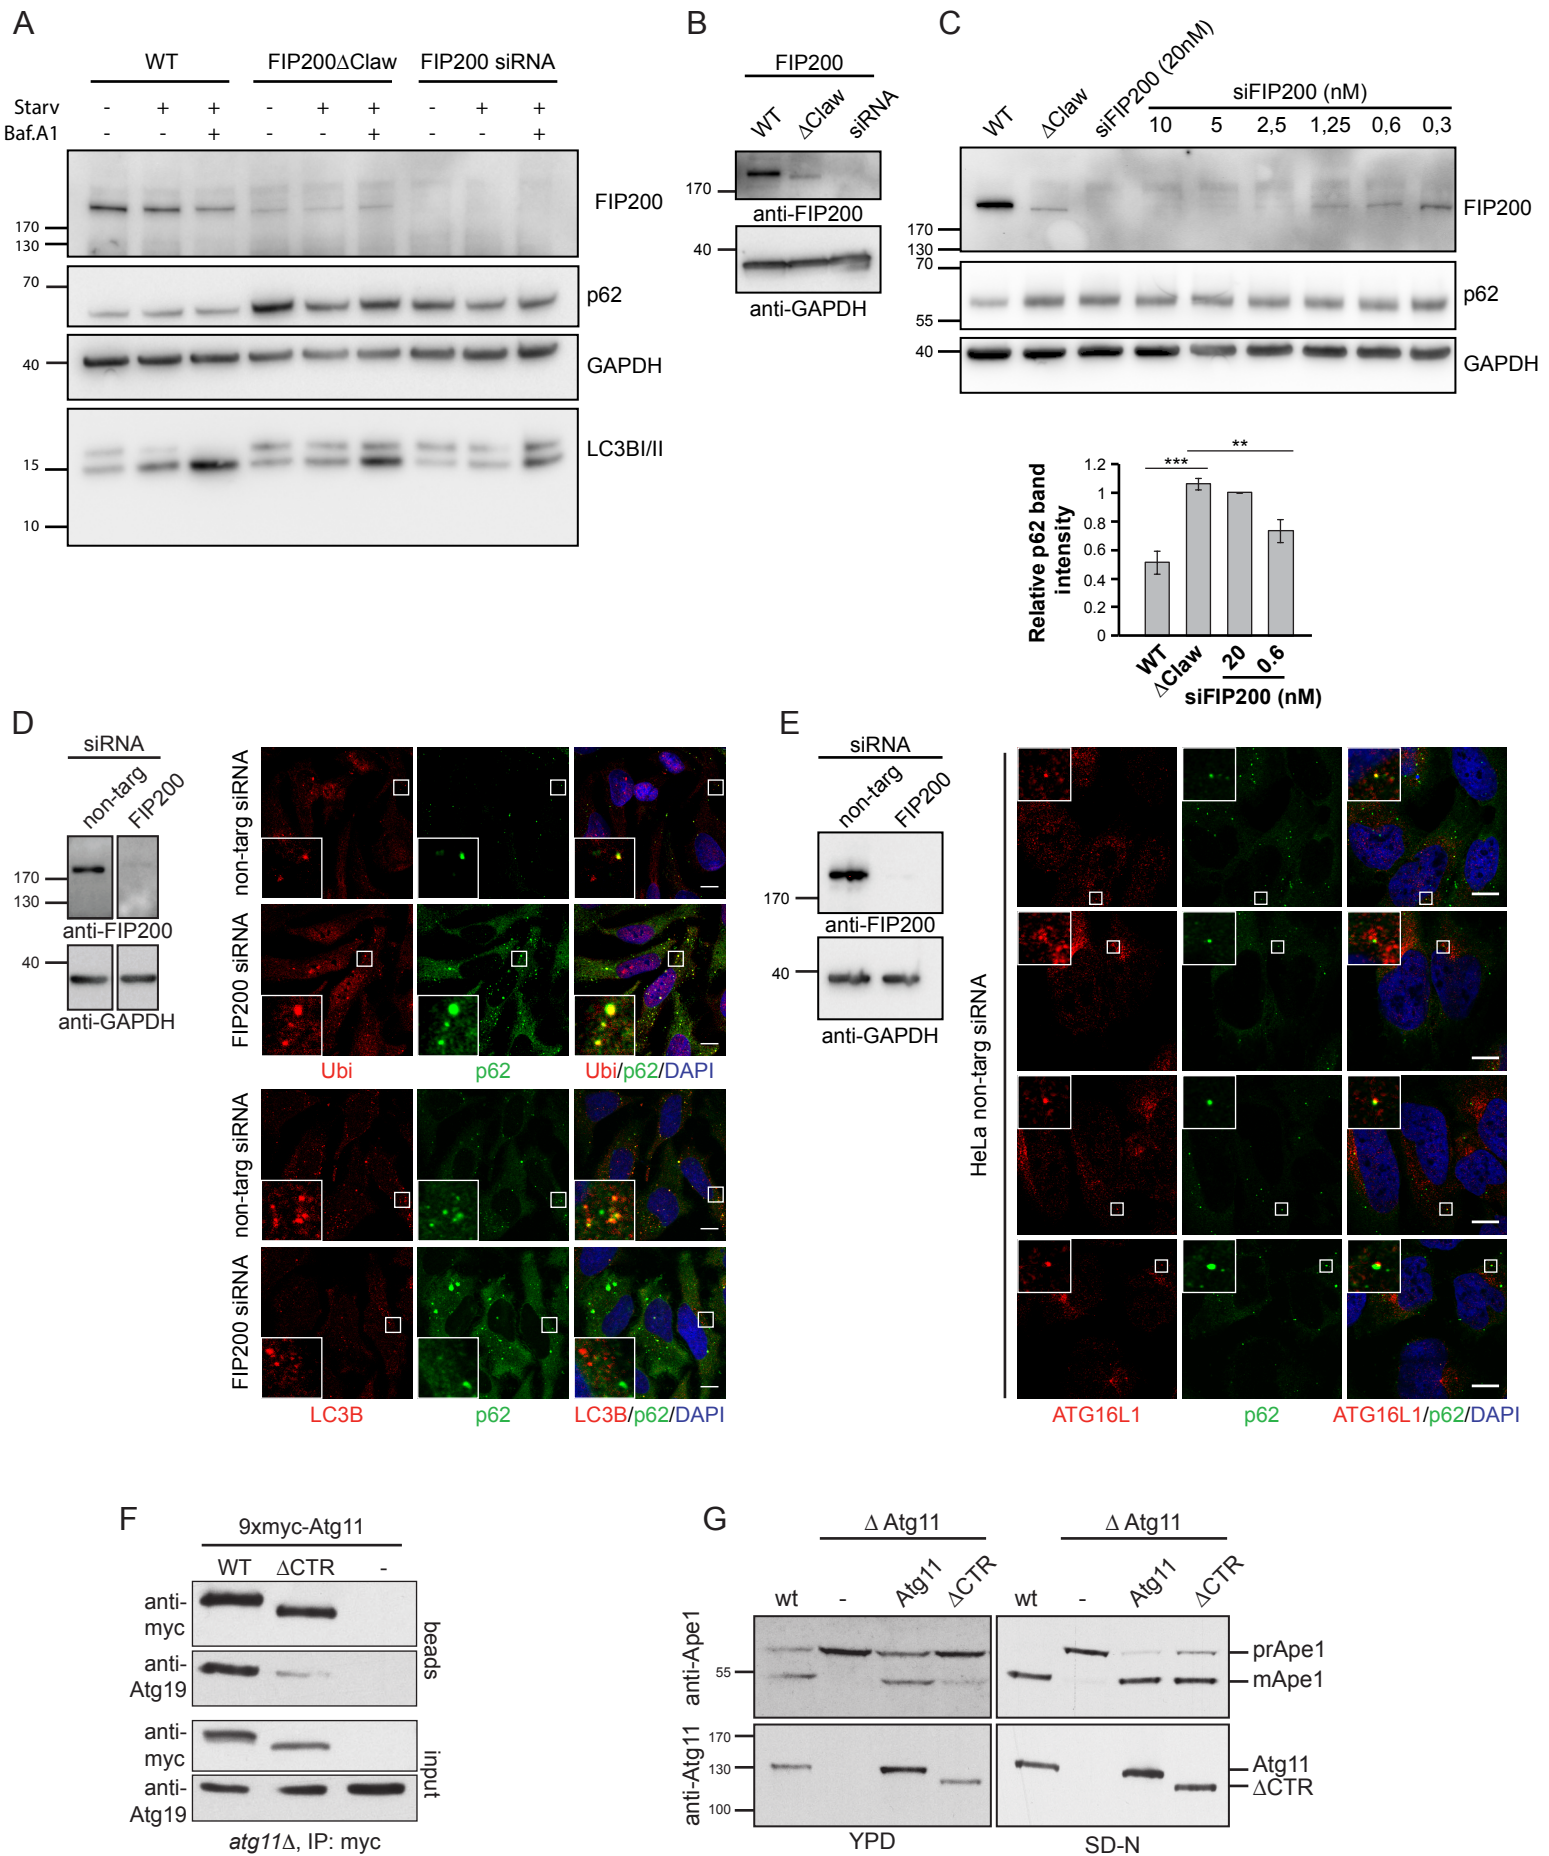 A
WT FIP200ΔClaw FIP200 siRNA
Starv - + + - + + - + +
Baf.A1 - - + - - + - - +
FIP200
170
130
70
p62
40
GAPDH
LC3BI/II
15
10
B
FIP200
WT ΔClaw siRNA
170
anti-FIP200
40
anti-GAPDH
C
WT ΔClaw siFIP200 (20nM) siFIP200 (nM)
10 5 2,5 1,25 0,6 0,3
FIP200
170
130
70
p62
55
40
GAPDH
Relative p62 band intensity
1.2
1
0.8
0.6
0.4
0.2
0
*** **
WT ΔClaw 20 0.6
siFIP200 (nM)
D
siRNA
non-targ FIP200
170
130
anti-FIP200
40
anti-GAPDH
non-targ siRNA
FIP200 siRNA
Ubi p62 Ubi/p62/DAPI
non-targ siRNA
FIP200 siRNA
LC3B p62 LC3B/p62/DAPI
E
siRNA
non-targ FIP200
170
anti-FIP200
40
anti-GAPDH
HeLa non-targ siRNA
ATG16L1 p62 ATG16L1/p62/DAPI
F
9xmyc-Atg11
WT ΔCTR -
anti-
myc
anti-
Atg19
beads
anti-
myc
anti-
Atg19
input
atg11Δ, IP: myc
G
Δ Atg11 Δ Atg11
wt - Atg11 ΔCTR wt - Atg11 ΔCTR
anti-Ape1
55
prApe1
mApe1
anti-Atg11
170
130
100
Atg11
ΔCTR
YPD SD-N